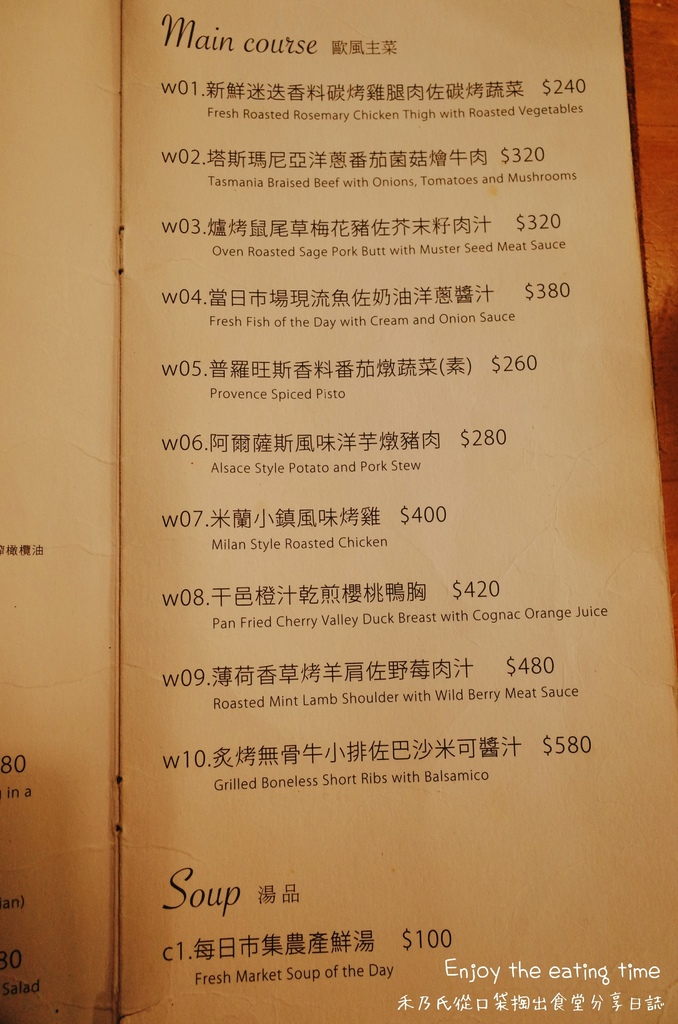 Main course 歐風主菜
w01.新鮮迷迭香料碳烤雞腿肉佐碳烤蔬菜 $240
Fresh Roasted Rosemary Chicken Thigh with Roasted Vegetables
w02.塔斯瑪尼亞洋蔥番茄菌菇燴牛肉 $320
Tasmania Braised Beef with Onions, Tomatoes and Mushrooms
w03.爐烤鼠尾草梅花豬佐芥末籽肉汁 $320
Oven Roasted Sage Pork Butt with Muster Seed Meat Sauce
w04.當日市場現流魚佐奶油洋蔥醬汁 $380
Fresh Fish of the Day with Cream and Onion Sauce
w05.普羅旺斯香料番茄燉蔬菜(素) $260
Provence Spiced Pisto
w06.阿爾薩斯風味洋芋燉豬肉 $280
Alsace Style Potato and Pork Stew
w07.米蘭小鎮風味烤雞 $400
Milan Style Roasted Chicken
w08.干邑橙汁乾煎櫻桃鴨胸 $420
Pan Fried Cherry Valley Duck Breast with Cognac Orange Juice
w09.薄荷香草烤羊肩佐野莓肉汁 $480
Roasted Mint Lamb Shoulder with Wild Berry Meat Sauce
w10.炙烤無骨牛小排佐巴沙米可醬汁 $580
Grilled Boneless Short Ribs with Balsamico
Soup 湯品
c1.每日市集農產鮮湯 $100
Fresh Market Soup of the Day
橄欖油
80
in a
ian)
80
Salad
Enjoy the eating time
禾乃氏從口袋掏出食堂分享日誌